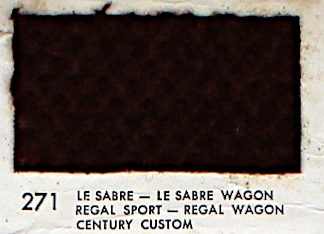 271 LE SABRE — LE SABRE WAGON
REGAL SPORT — REGAL WAGON
CENTURY CUSTOM